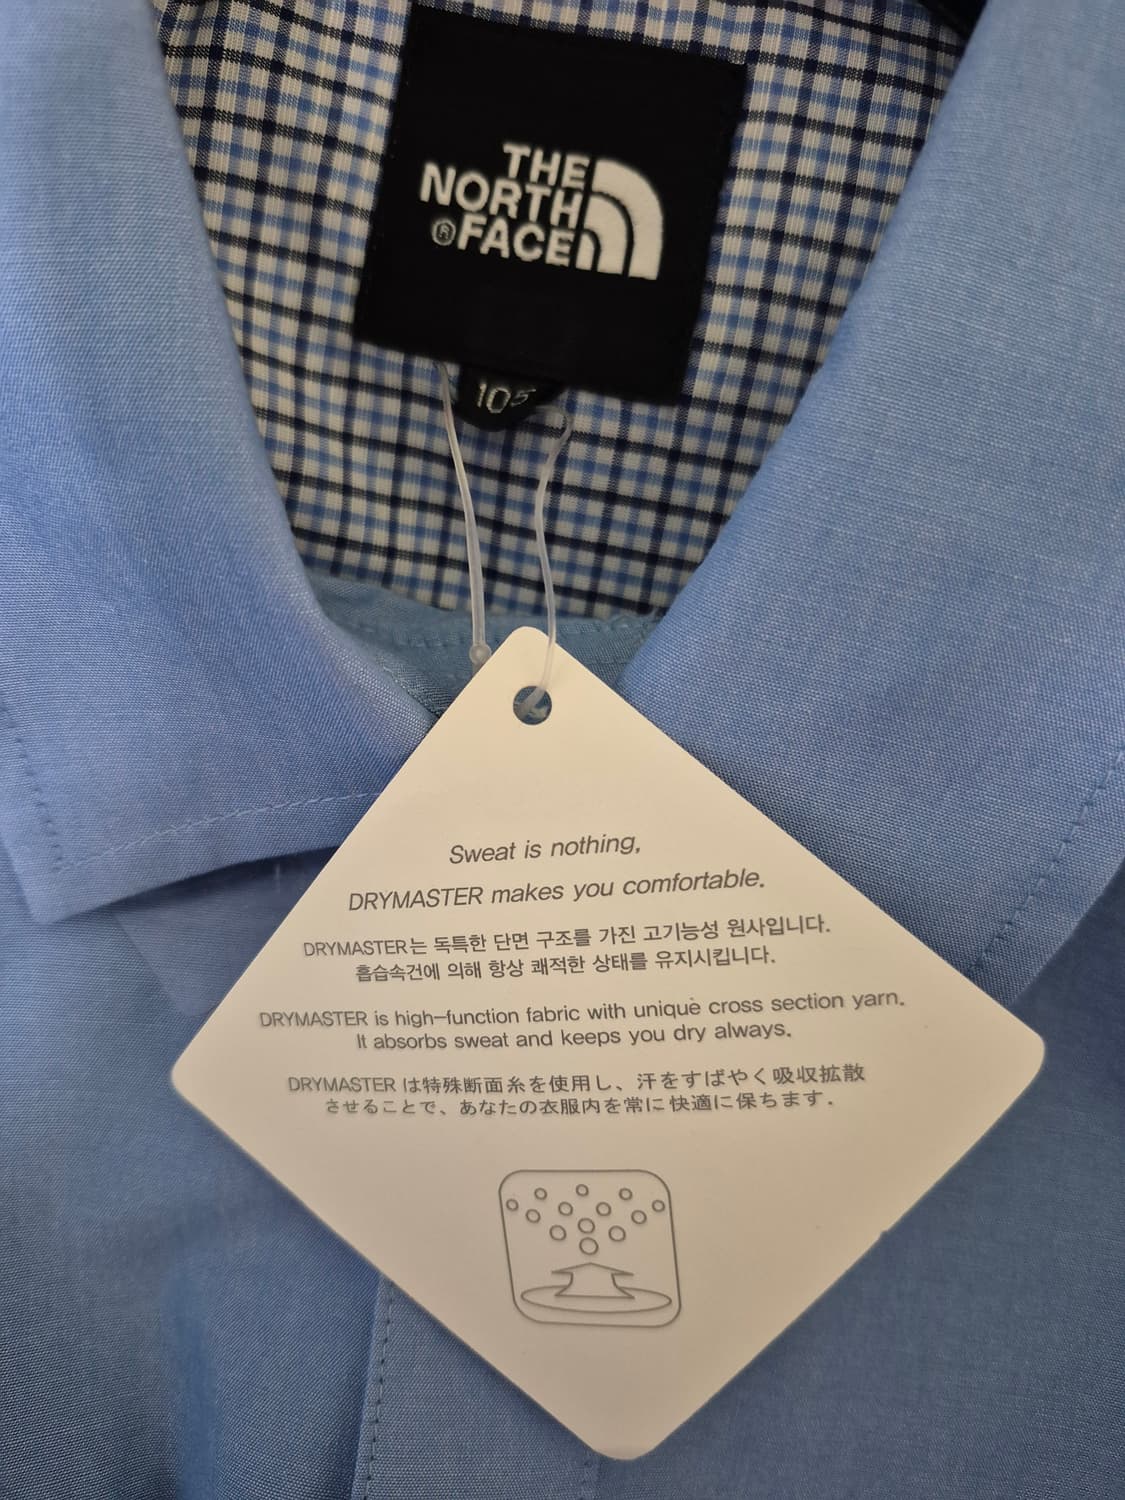 THE
NORTH
®FACE
105
Sweat is nothing,
DRYMASTER makes you comfortable.
DRYMASTER는 독특한 단면 구조를 가진 고기능성 원사입니다.
흡습속건에 의해 항상 쾌적한 상태를 유지시킵니다.
DRYMASTER is high-function fabric with unique cross section yarn.
It absorbs sweat and keeps you dry always.
DRYMASTER は特殊断面糸を使用し、汗をすばやく吸収拡散
させることで、あなたの衣服内を常に快適に保ちます.